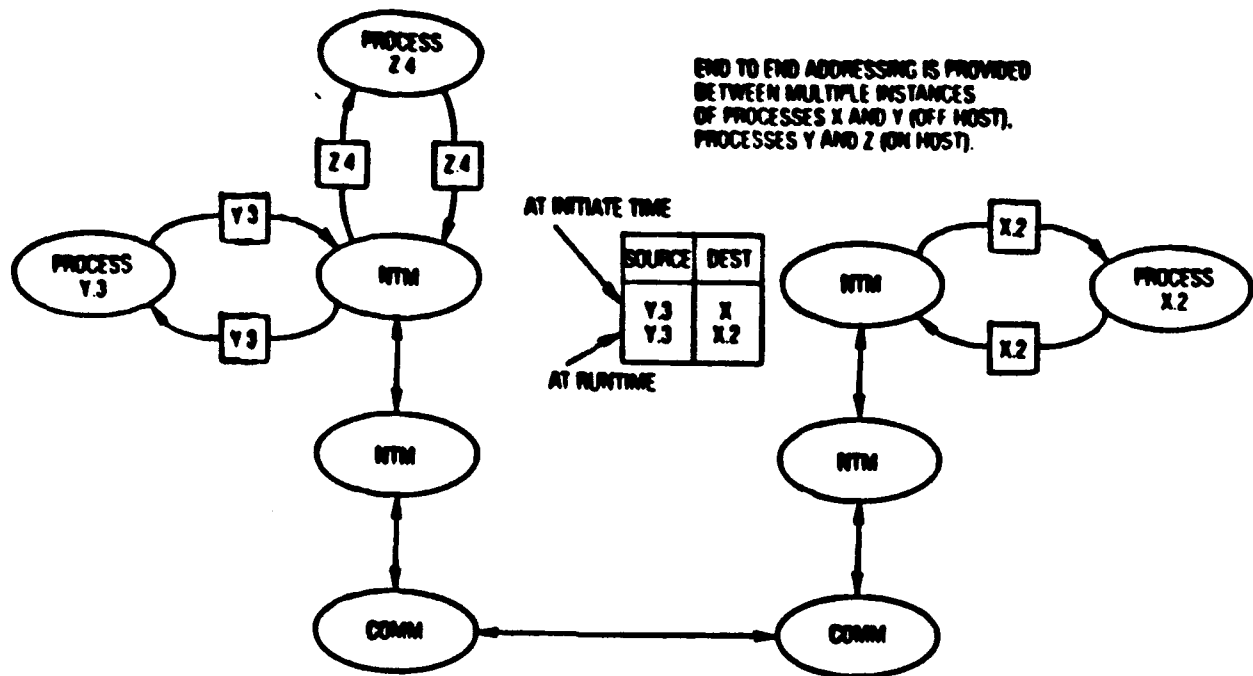 PROCESS
Z 4
END TO END ADDRESSING IS PROVIDED
BETWEEN MULTIPLE INSTANCES
OF PROCESSES X AND Y (OFF HOST),
PROCESSES Y AND Z (ON HOST).
Z 4
Z.4
Y.3
AT INITIATE TIME
X.2
SOURCE DEST
PROCESS
Y.3
NTM
NTM
PROCESS
X.2
Y.3 X
Y.3 X.2
Y 3
X.2
AT RUNTIME
NTM
NTM
COMM
COMM